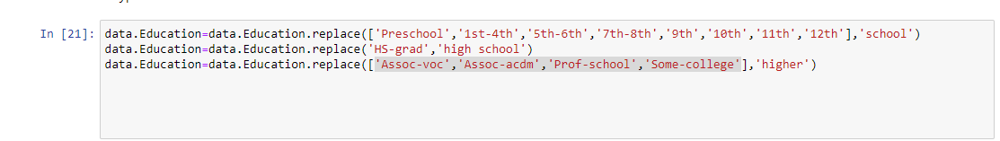 In [21]: data.Education=data.Education.replace(['Preschool','1st-4th','5th-6th','7th-8th','9th','10th','11th','12th'],'school')
data.Education=data.Education.replace('HS-grad','high school')
data.Education=data.Education.replace(['Assoc-voc','Assoc-acdm','Prof-school','Some-college'],'higher')